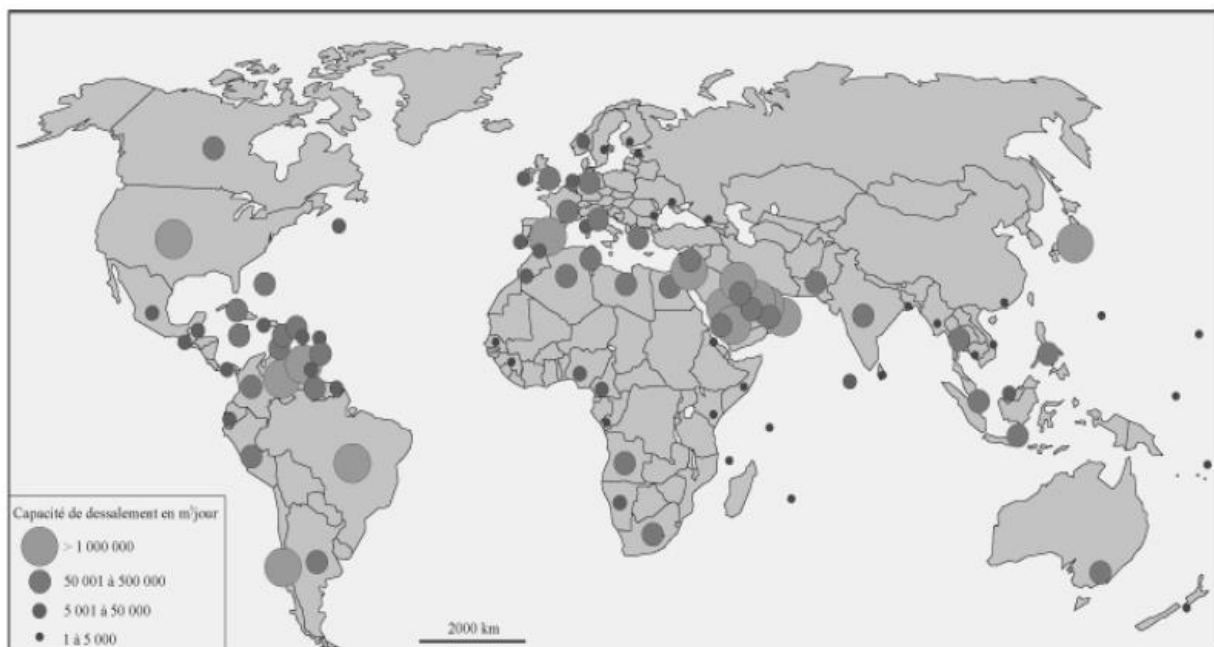 Capacité de dessalement en m³/jour
> 1 000 000
50 001 à 500 000
5 001 à 50 000
1 à 5 000
2000 km